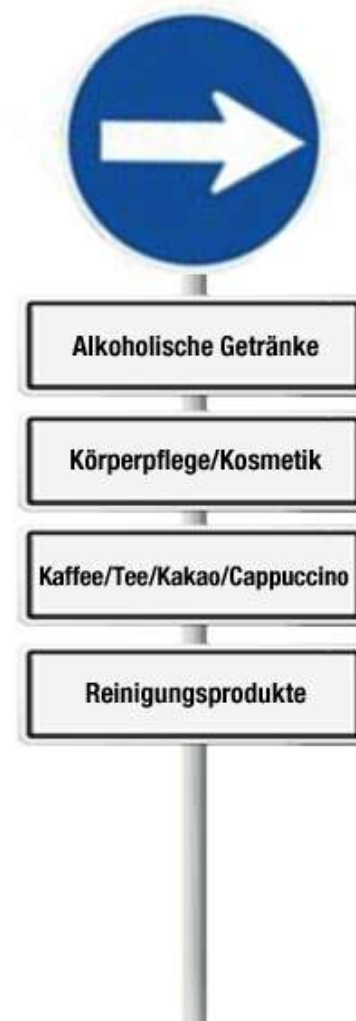 Alkoholische Getränke
Körperpflege/Kosmetik
Kaffee/Tee/Kakao/Cappuccino
Reinigungsprodukte